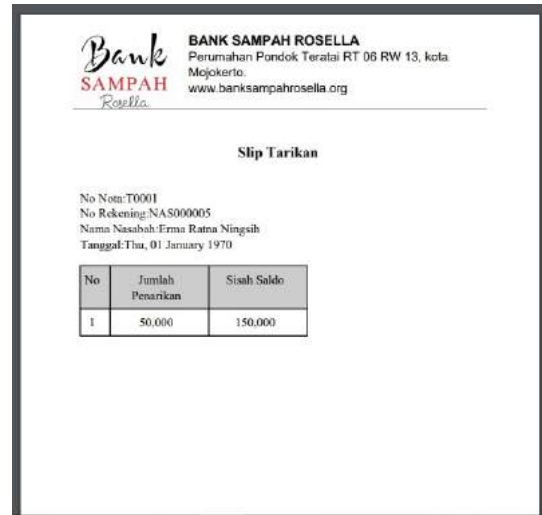 Bank
SAMPAH
Rosella
BANK SAMPAH ROSELLA
Perumahan Pondok Teratai RT 06 RW 13, kota
Mojokerto.
www.banksampahrosella.org
Slip Tarikan
No Nota:T0001
No Rekening:NAS000005
Nama Nasabah:Erma Ratna Ningsih
Tanggal:Thu, 01 January 1970
No Jumlah Penarikan Sisah Saldo
1 50,000 150,000